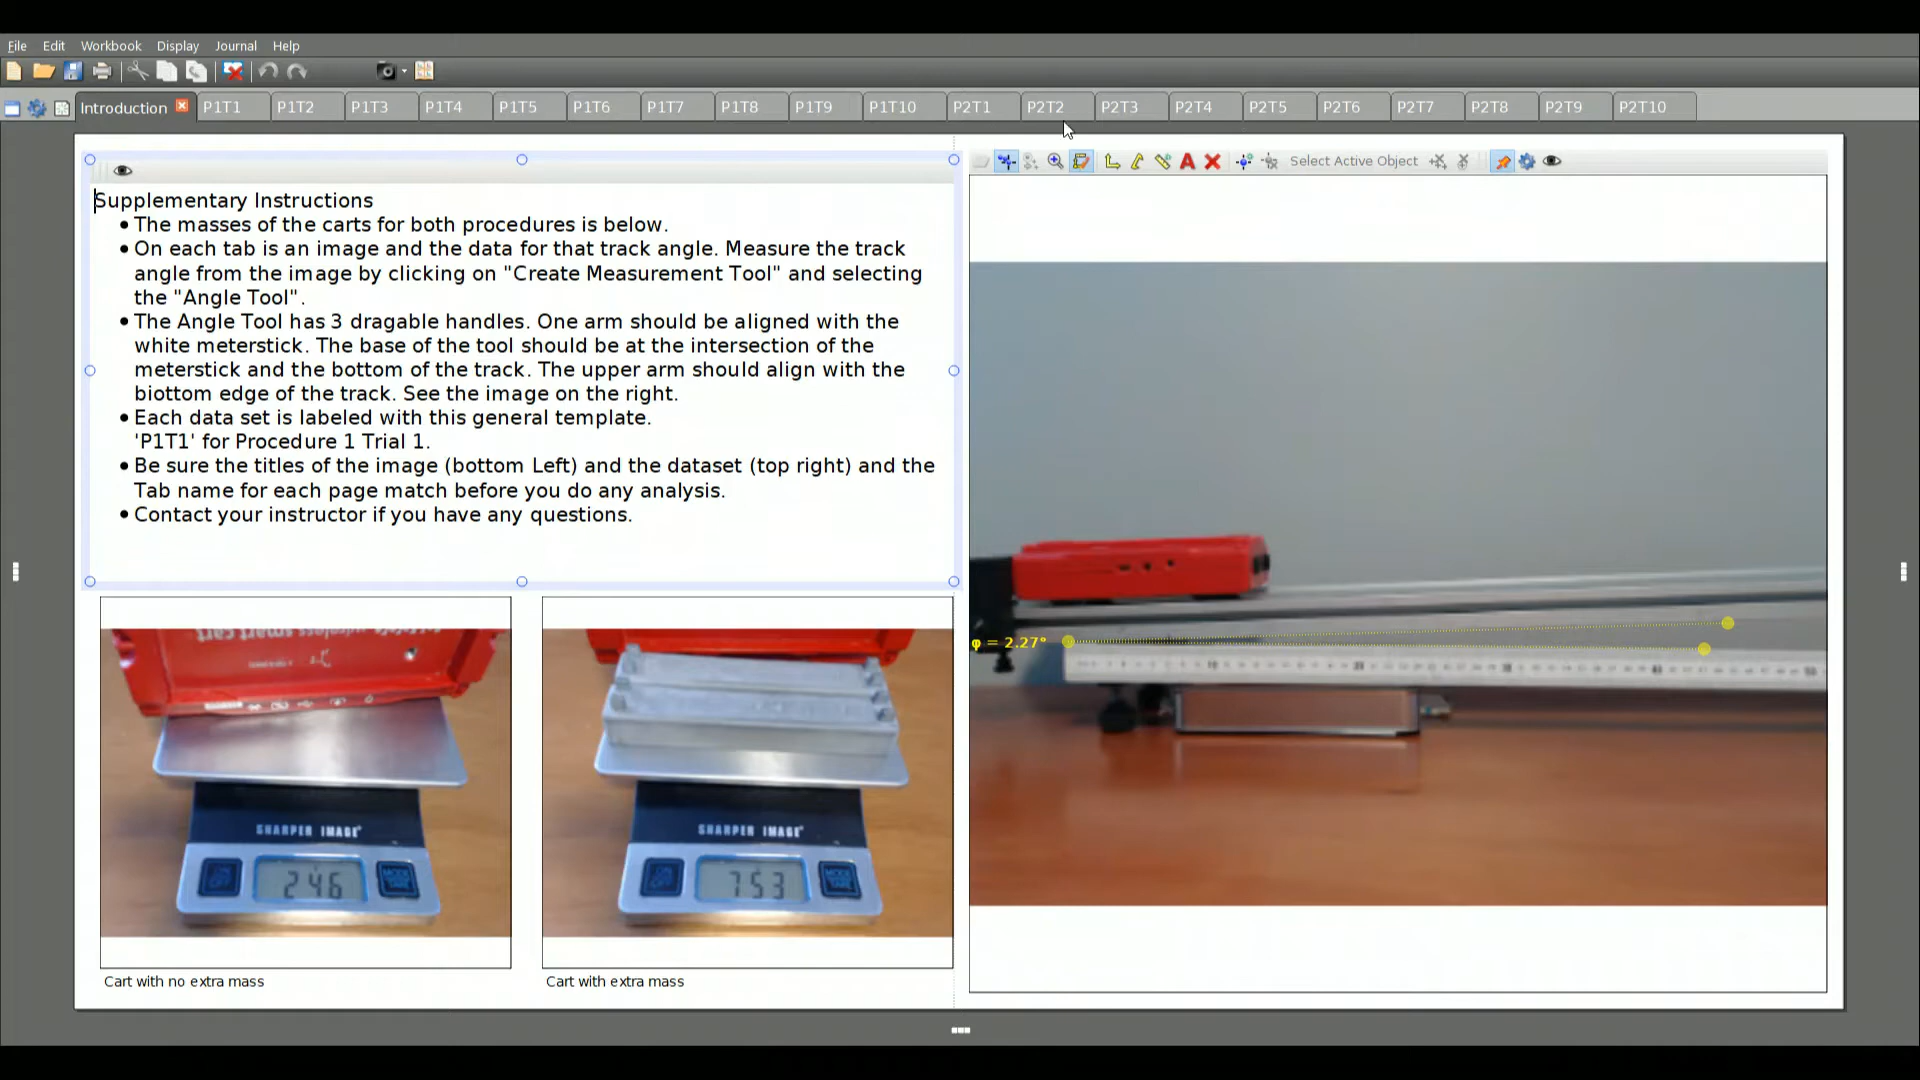 File Edit Workbook Display Journal Help
Introduction P1T1 P1T2 P1T3 P1T4 P1T5 P1T6 P1T7 P1T8 P1T9 P1T10 P2T1 P2T2 P2T3 P2T4 P2T5 P2T6 P2T7 P2T8 P2T9 P2T10
Select Active Object
Supplementary Instructions
• The masses of the carts for both procedures is below.
• On each tab is an image and the data for that track angle. Measure the track
angle from the image by clicking on "Create Measurement Tool" and selecting
the "Angle Tool".
• The Angle Tool has 3 dragable handles. One arm should be aligned with the
white meterstick. The base of the tool should be at the intersection of the
meterstick and the bottom of the track. The upper arm should align with the
biottom edge of the track. See the image on the right.
• Each data set is labeled with this general template.
'P1T1' for Procedure 1 Trial 1.
• Be sure the titles of the image (bottom Left) and the dataset (top right) and the
Tab name for each page match before you do any analysis.
• Contact your instructor if you have any questions.
φ = 2.27°
smart cart
SHARPER IMAGE
246
Cart with no extra mass
SHARPER IMAGE
753
Cart with extra mass